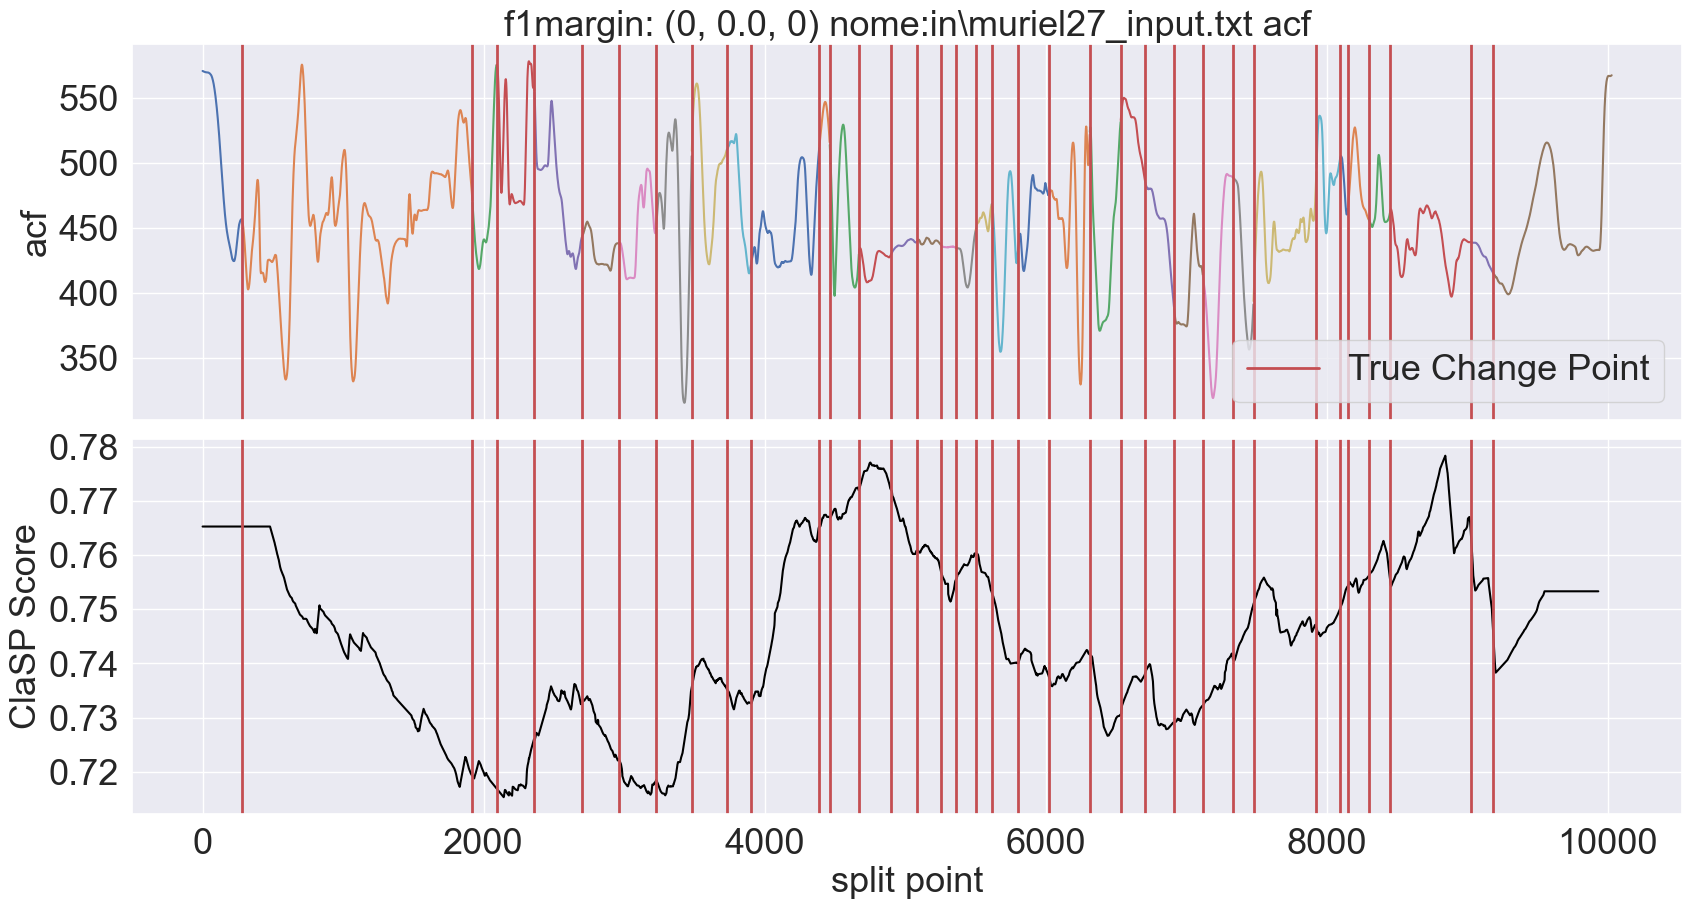 f1margin: (0, 0.0, 0) nome:in\muriel27_input.txt acf
550
500
450
400
350
acf
True Change Point
0.78
0.77
0.76
0.75
0.74
0.73
0.72
ClaSP Score
0 2000 4000 6000 8000 10000
split point